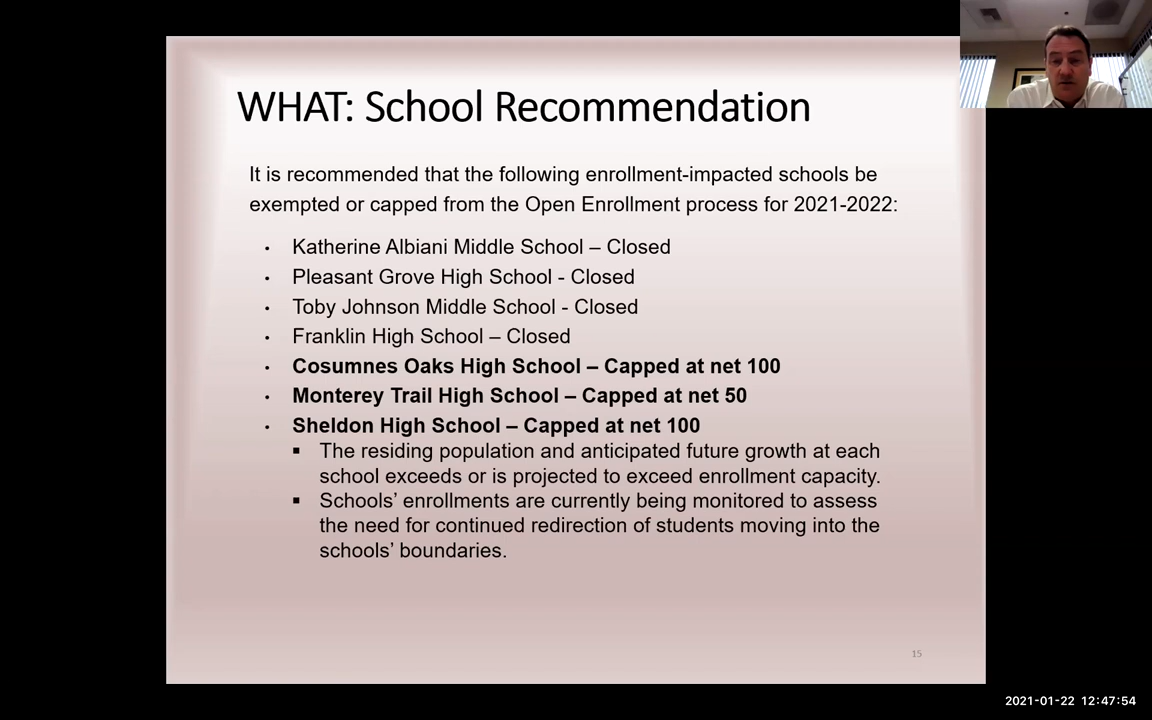 WHAT: School Recommendation
It is recommended that the following enrollment-impacted schools be
exempted or capped from the Open Enrollment process for 2021-2022:
• Katherine Albiani Middle School – Closed
• Pleasant Grove High School - Closed
• Toby Johnson Middle School - Closed
• Franklin High School – Closed
• Cosumnes Oaks High School – Capped at net 100
• Monterey Trail High School – Capped at net 50
• Sheldon High School – Capped at net 100
▪ The residing population and anticipated future growth at each
school exceeds or is projected to exceed enrollment capacity.
▪ Schools’ enrollments are currently being monitored to assess
the need for continued redirection of students moving into the
schools’ boundaries.
15
2021-01-22 12:47:54